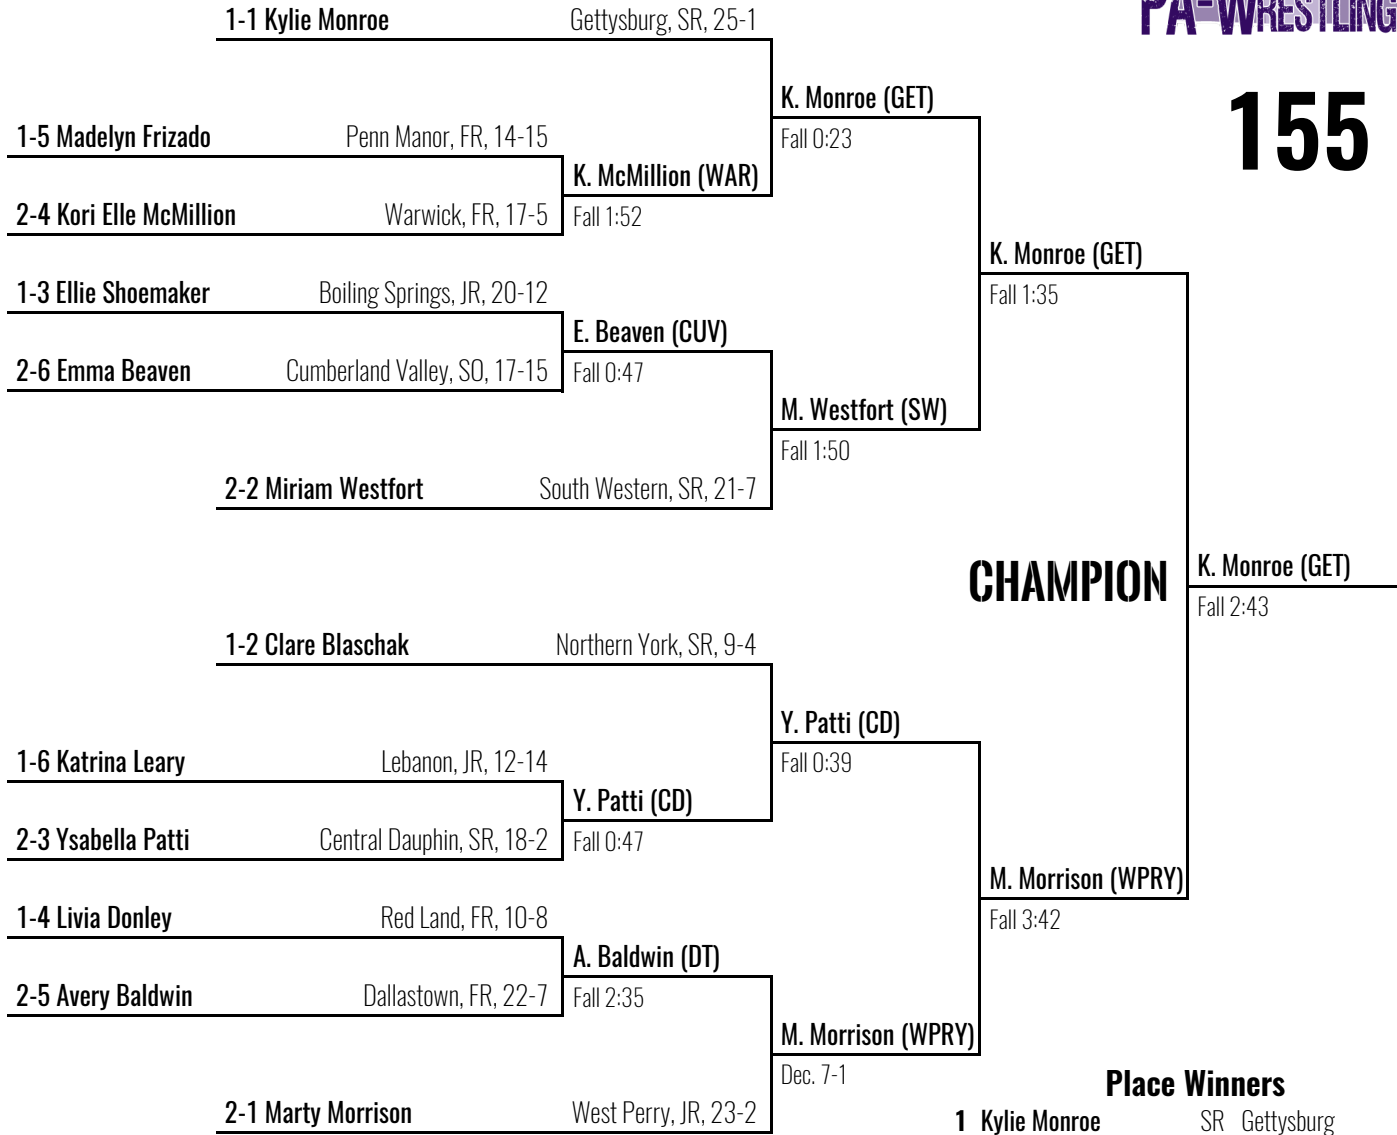 PA-WRESTLING
155
1-1 Kylie Monroe Gettysburg, SR, 25-1
K. Monroe (GET)
Fall 0:23
1-5 Madelyn Frizado Penn Manor, FR, 14-15
K. McMillion (WAR)
2-4 Kori Elle McMillion Warwick, FR, 17-5
Fall 1:52
K. Monroe (GET)
Fall 1:35
1-3 Ellie Shoemaker Boiling Springs, JR, 20-12
E. Beaven (CUV)
2-6 Emma Beaven Cumberland Valley, SO, 17-15
Fall 0:47
M. Westfort (SW)
Fall 1:50
2-2 Miriam Westfort South Western, SR, 21-7
CHAMPION
K. Monroe (GET)
Fall 2:43
1-2 Clare Blaschak Northern York, SR, 9-4
Y. Patti (CD)
Fall 0:39
1-6 Katrina Leary Lebanon, JR, 12-14
Y. Patti (CD)
2-3 Ysabella Patti Central Dauphin, SR, 18-2
Fall 0:47
M. Morrison (WPRY)
Fall 3:42
1-4 Livia Donley Red Land, FR, 10-8
A. Baldwin (DT)
2-5 Avery Baldwin Dallastown, FR, 22-7
Fall 2:35
M. Morrison (WPRY)
Dec. 7-1
2-1 Marty Morrison West Perry, JR, 23-2
Place Winners
1 Kylie Monroe SR Gettysburg